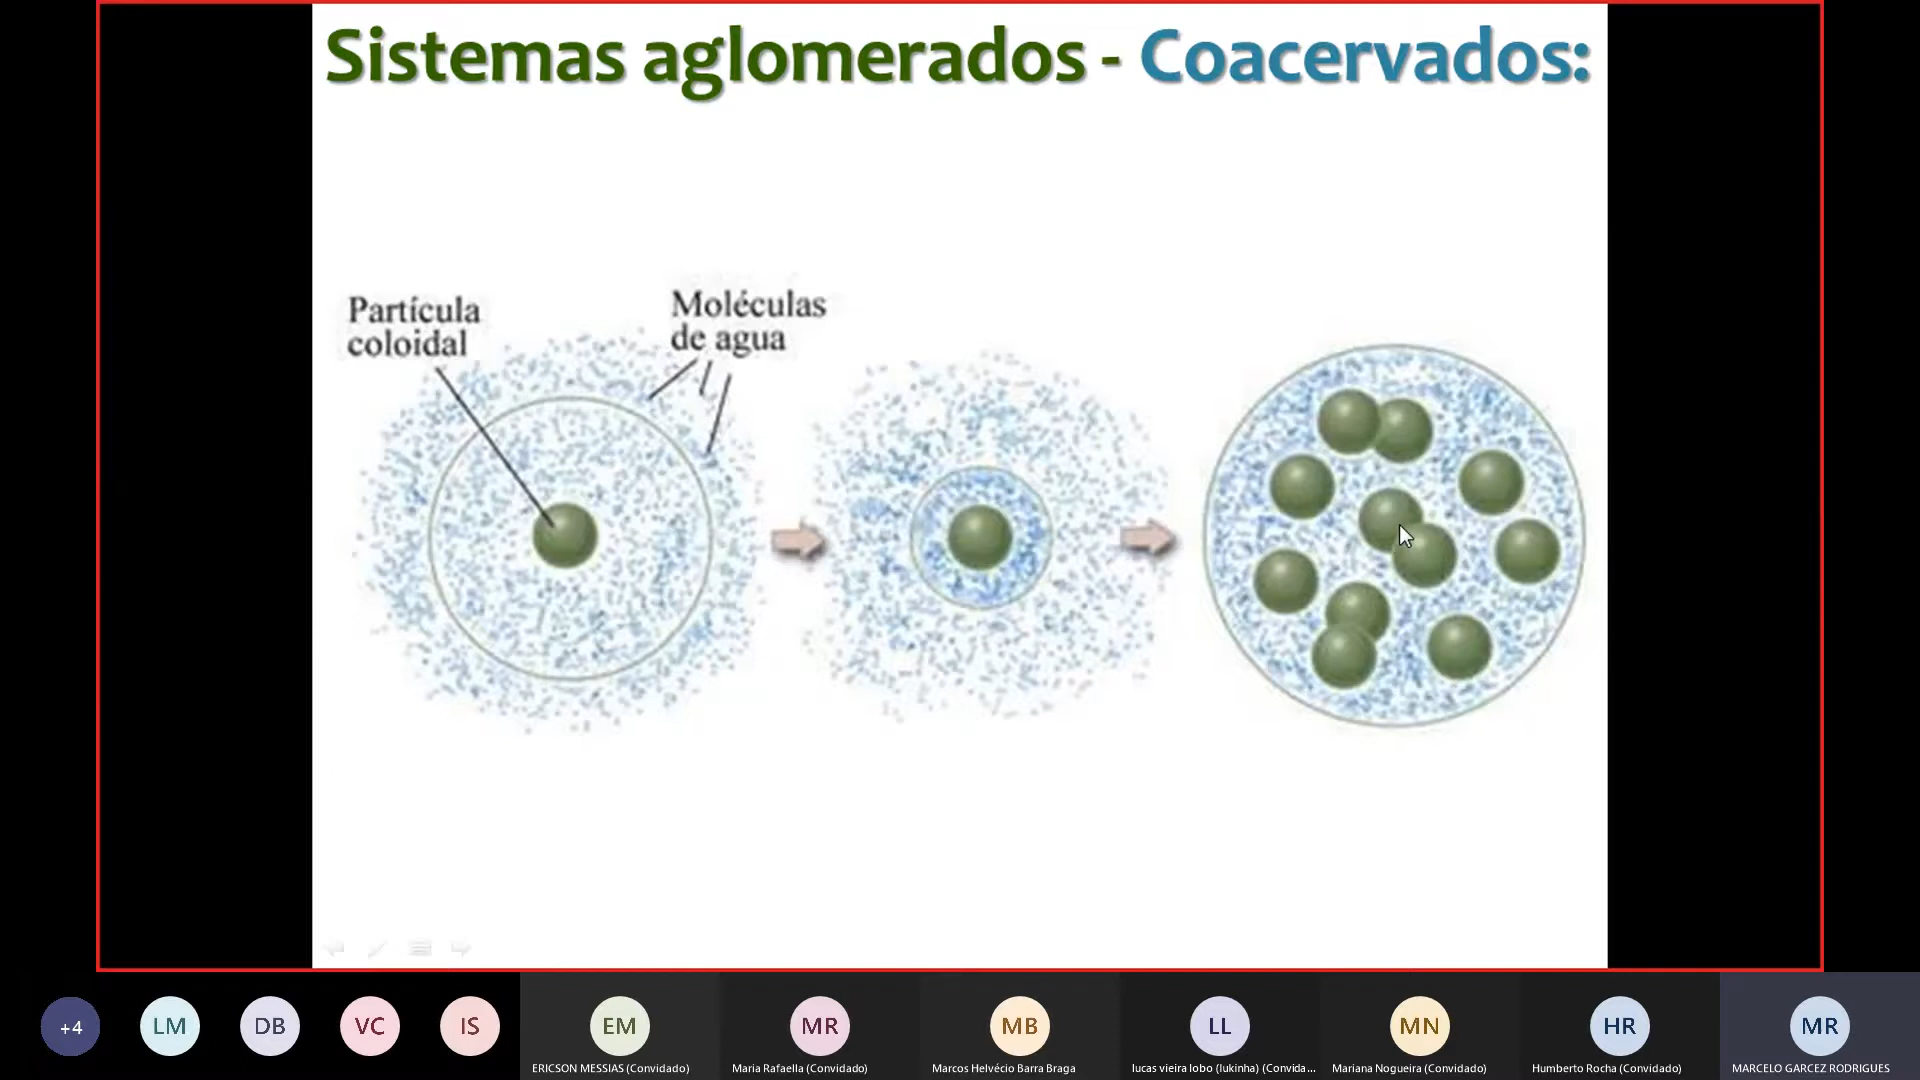 Sistemas aglomerados - Coacervados:
Partícula
coloidal
Moléculas
de agua
+4
LM
DB
VC
IS
EM
MR
MB
LL
MN
HR
MR
ERICSON MESSIAS (Convidado)
Maria Rafaella (Convidado)
Marcos Helvécio Barra Braga
lucas vieira lobo (lukinha) (Convida...
Mariana Nogueira (Convidado)
Humberto Rocha (Convidado)
MARCELO GARCEZ RODRIGUES